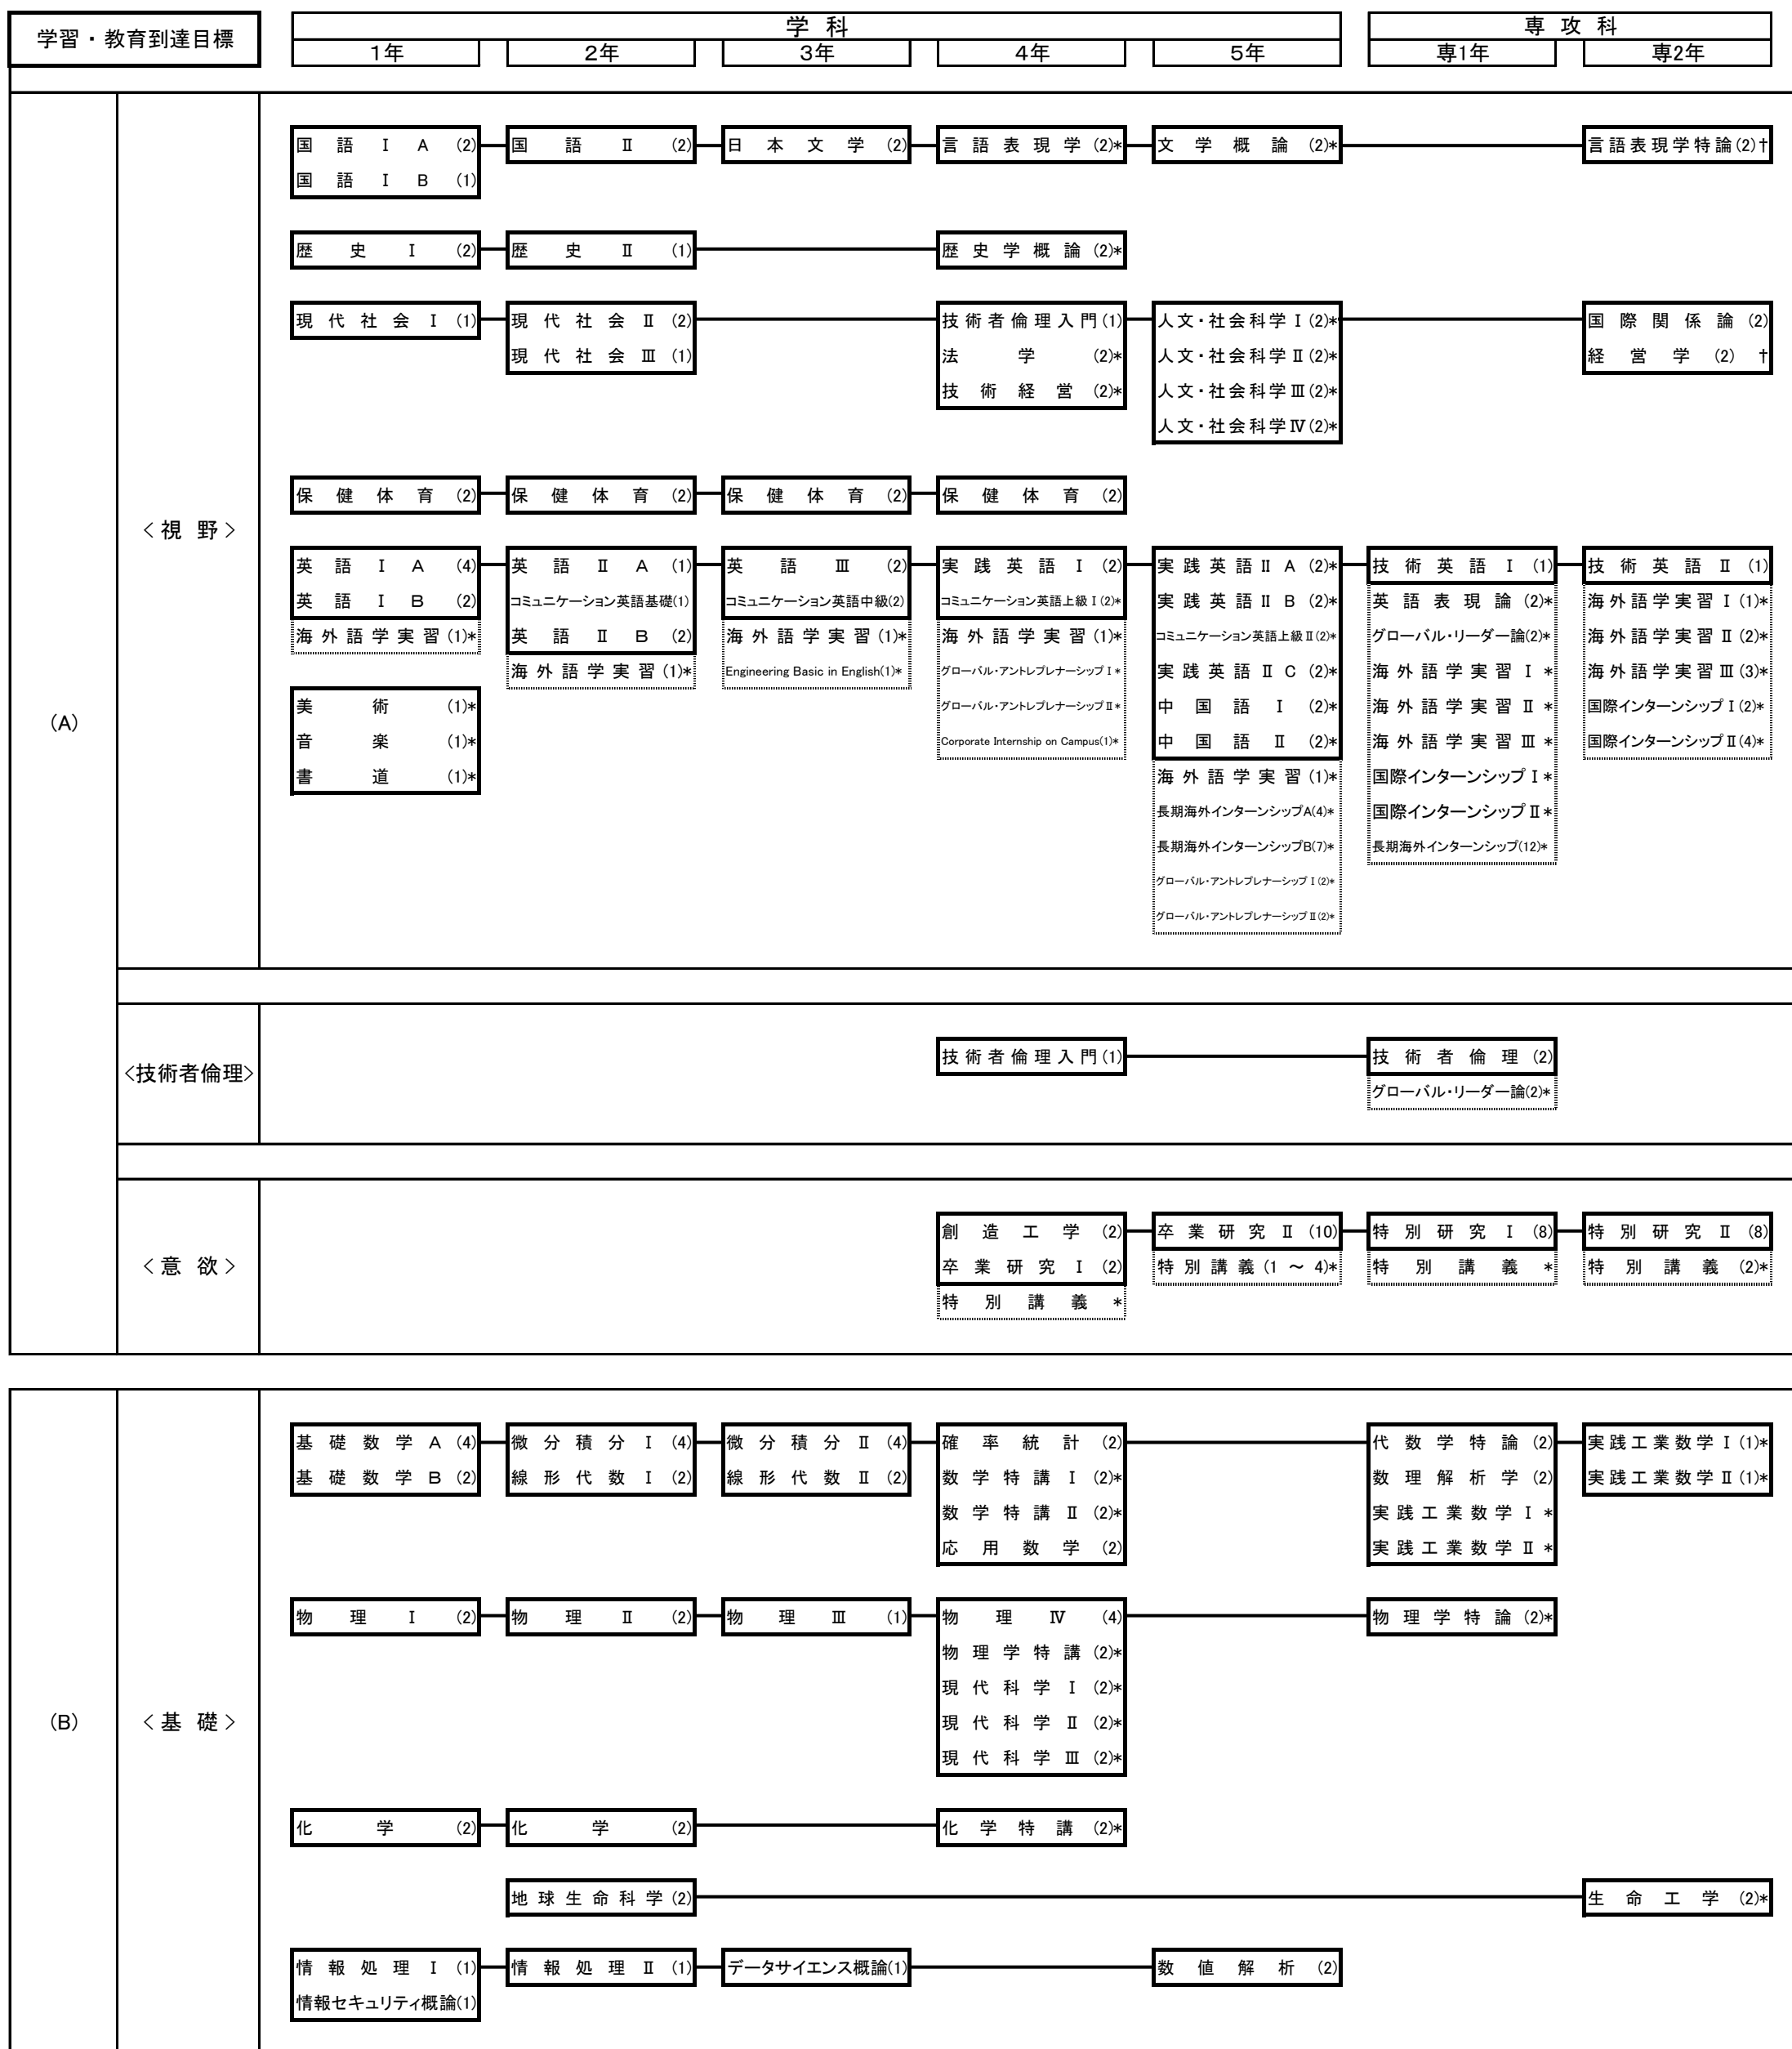 学習・教育到達目標 学科 専攻科
1年 2年 3年 4年 5年 専1年 専2年
国語ⅠA(2) 国語Ⅱ(2) 日本文学(2) 言語表現学(2)* 文学概論(2)* 言語表現学特論(2)†
国語ⅠB(1)
歴史Ⅰ(2) 歴史Ⅱ(1) 歴史学概論(2)*
現代社会Ⅰ(1) 現代社会Ⅱ(2) 技術者倫理入門(1) 人文・社会科学Ⅰ(2)* 国際関係論(2)
現代社会Ⅲ(1) 法学(2)* 人文・社会科学Ⅱ(2)* 経営学(2)†
技術経営(2)* 人文・社会科学Ⅲ(2)*
人文・社会科学Ⅳ(2)*
保健体育(2) 保健体育(2) 保健体育(2) 保健体育(2)
<視野>
英語ⅠA(4) 英語ⅡA(1) 英語Ⅲ(2) 実践英語Ⅰ(2) 実践英語ⅡA(2)* 技術英語Ⅰ(1) 技術英語Ⅱ(1)
英語ⅠB(2) コミュニケーション英語基礎(1) コミュニケーション英語中級(2) コミュニケーション英語上級Ⅰ(2)* 実践英語ⅡB(2)* 英語表現論(2)* 海外語学実習Ⅰ(1)*
海外語学実習(1)* 英語ⅡB(2) 海外語学実習(1)* 海外語学実習(1)* コミュニケーション英語上級Ⅱ(2)* グローバル・リーダー論(2)* 海外語学実習Ⅱ(2)*
海外語学実習(1)* Engineering Basic in English(1)* グローバル・アントレプレナーシップⅠ* 実践英語ⅡC(2)* 海外語学実習Ⅰ* 海外語学実習Ⅲ(3)*
(A) 美術(1)* グローバル・アントレプレナーシップⅡ* 中国語Ⅰ(2)* 海外語学実習Ⅱ* 国際インターンシップⅠ(2)*
音楽(1)* Corporate Internship on Campus(1)* 中国語Ⅱ(2)* 海外語学実習Ⅲ* 国際インターンシップⅡ(4)*
書道(1)* 海外語学実習(1)* 国際インターンシップⅠ*
長期海外インターンシップA(4)* 国際インターンシップⅡ*
長期海外インターンシップB(7)* 長期海外インターンシップ(12)*
グローバル・アントレプレナーシップⅠ(2)*
グローバル・アントレプレナーシップⅡ(2)*
<技術者倫理> 技術者倫理入門(1) 技術者倫理(2)
グローバル・リーダー論(2)*
創造工学(2) 卒業研究Ⅱ(10) 特別研究Ⅰ(8) 特別研究Ⅱ(8)
<意欲> 卒業研究Ⅰ(2) 特別講義(1～4)* 特別講義* 特別講義(2)*
特別講義*
基礎数学A(4) 微分積分Ⅰ(4) 微分積分Ⅱ(4) 確率統計(2) 代数学特論(2) 実践工業数学Ⅰ(1)*
基礎数学B(2) 線形代数Ⅰ(2) 線形代数Ⅱ(2) 数学特講Ⅰ(2)* 数理解析学(2) 実践工業数学Ⅱ(1)*
数学特講Ⅱ(2)* 実践工業数学Ⅰ*
応用数学(2) 実践工業数学Ⅱ*
物理Ⅰ(2) 物理Ⅱ(2) 物理Ⅲ(1) 物理Ⅳ(4) 物理学特論(2)*
物理学特講(2)*
現代科学Ⅰ(2)*
(B) <基礎> 現代科学Ⅱ(2)*
現代科学Ⅲ(2)*
化学(2) 化学(2) 化学特講(2)*
地球生命科学(2) 生命工学(2)*
情報処理Ⅰ(1) 情報処理Ⅱ(1) データサイエンス概論(1) 数値解析(2)
情報セキュリティ概論(1)